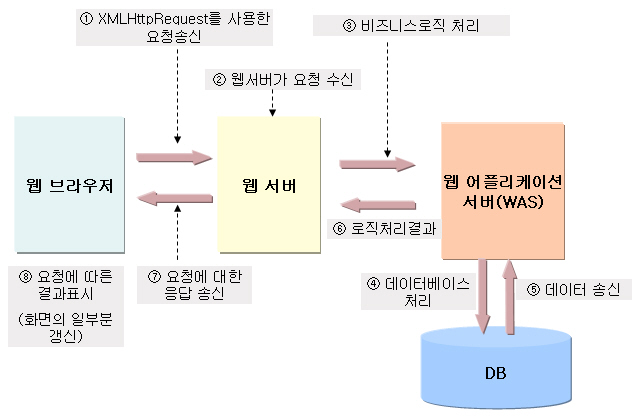 ① XMLHttpRequest를 사용한
요청송신
③ 비즈니스로직 처리
② 웹서버가 요청 수신
웹 브라우저
웹 서버
웹 어플리케이션
서버(WAS)
⑥ 로직처리결과
⑧ 요청에 따른
결과표시
(화면의 일부분
갱신)
⑦ 요청에 대한
응답 송신
④ 데이터베이스
처리
⑤ 데이터 송신
DB